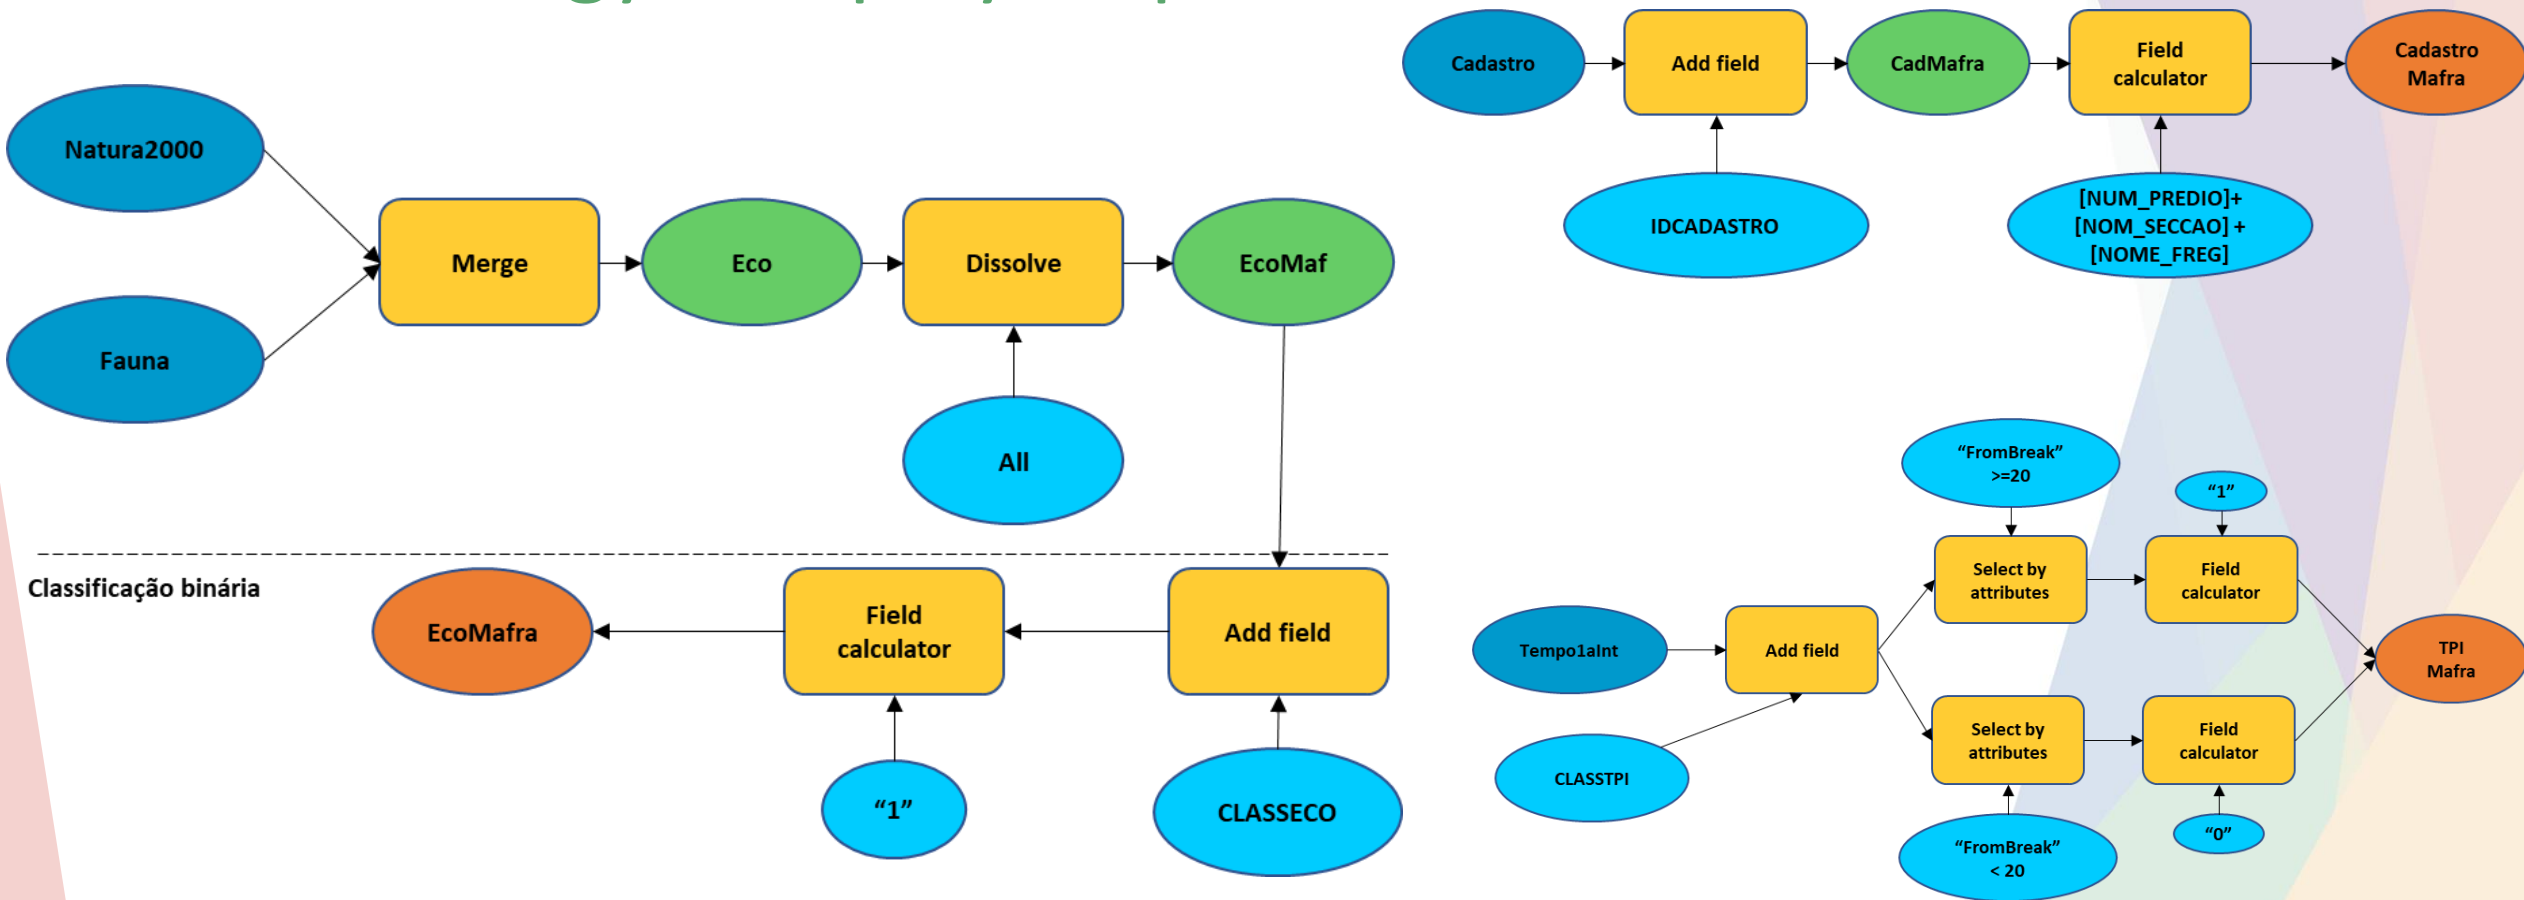 Natura2000
Fauna
Merge
Eco
Dissolve
EcoMaf
All
Classificação binária
EcoMafra
Field
calculator
Add field
“1”
CLASSECO
Cadastro
Add field
CadMafra
Field
calculator
Cadastro
Mafra
IDCADASTRO
[NUM_PREDIO]+
[NOM_SECCAO] +
[NOME_FREG]
“FromBreak”
>=20
“1”
Select by
attributes
Field
calculator
Tempo1aInt
Add field
TPI
Mafra
CLASSTPI
Select by
attributes
Field
calculator
“FromBreak”
< 20
“0”